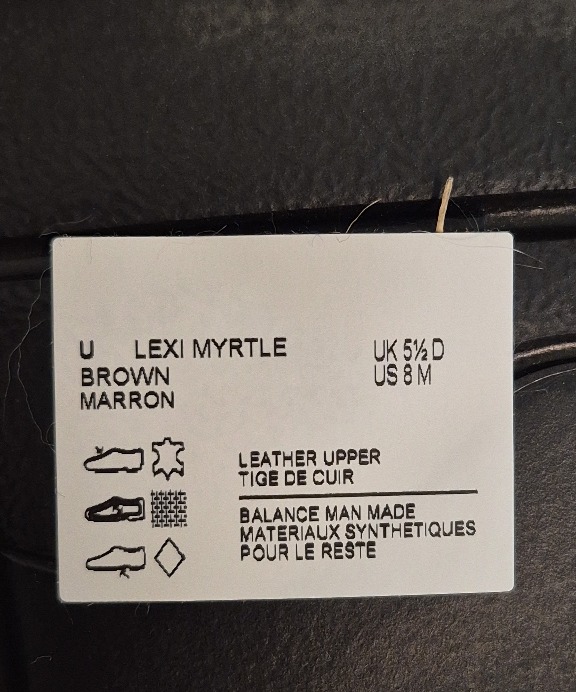 U LEXI MYRTLE UK 5½ D
BROWN US 8 M
MARRON
LEATHER UPPER
TIGE DE CUIR
BALANCE MAN MADE
MATERIAUX SYNTHETIQUES
POUR LE RESTE